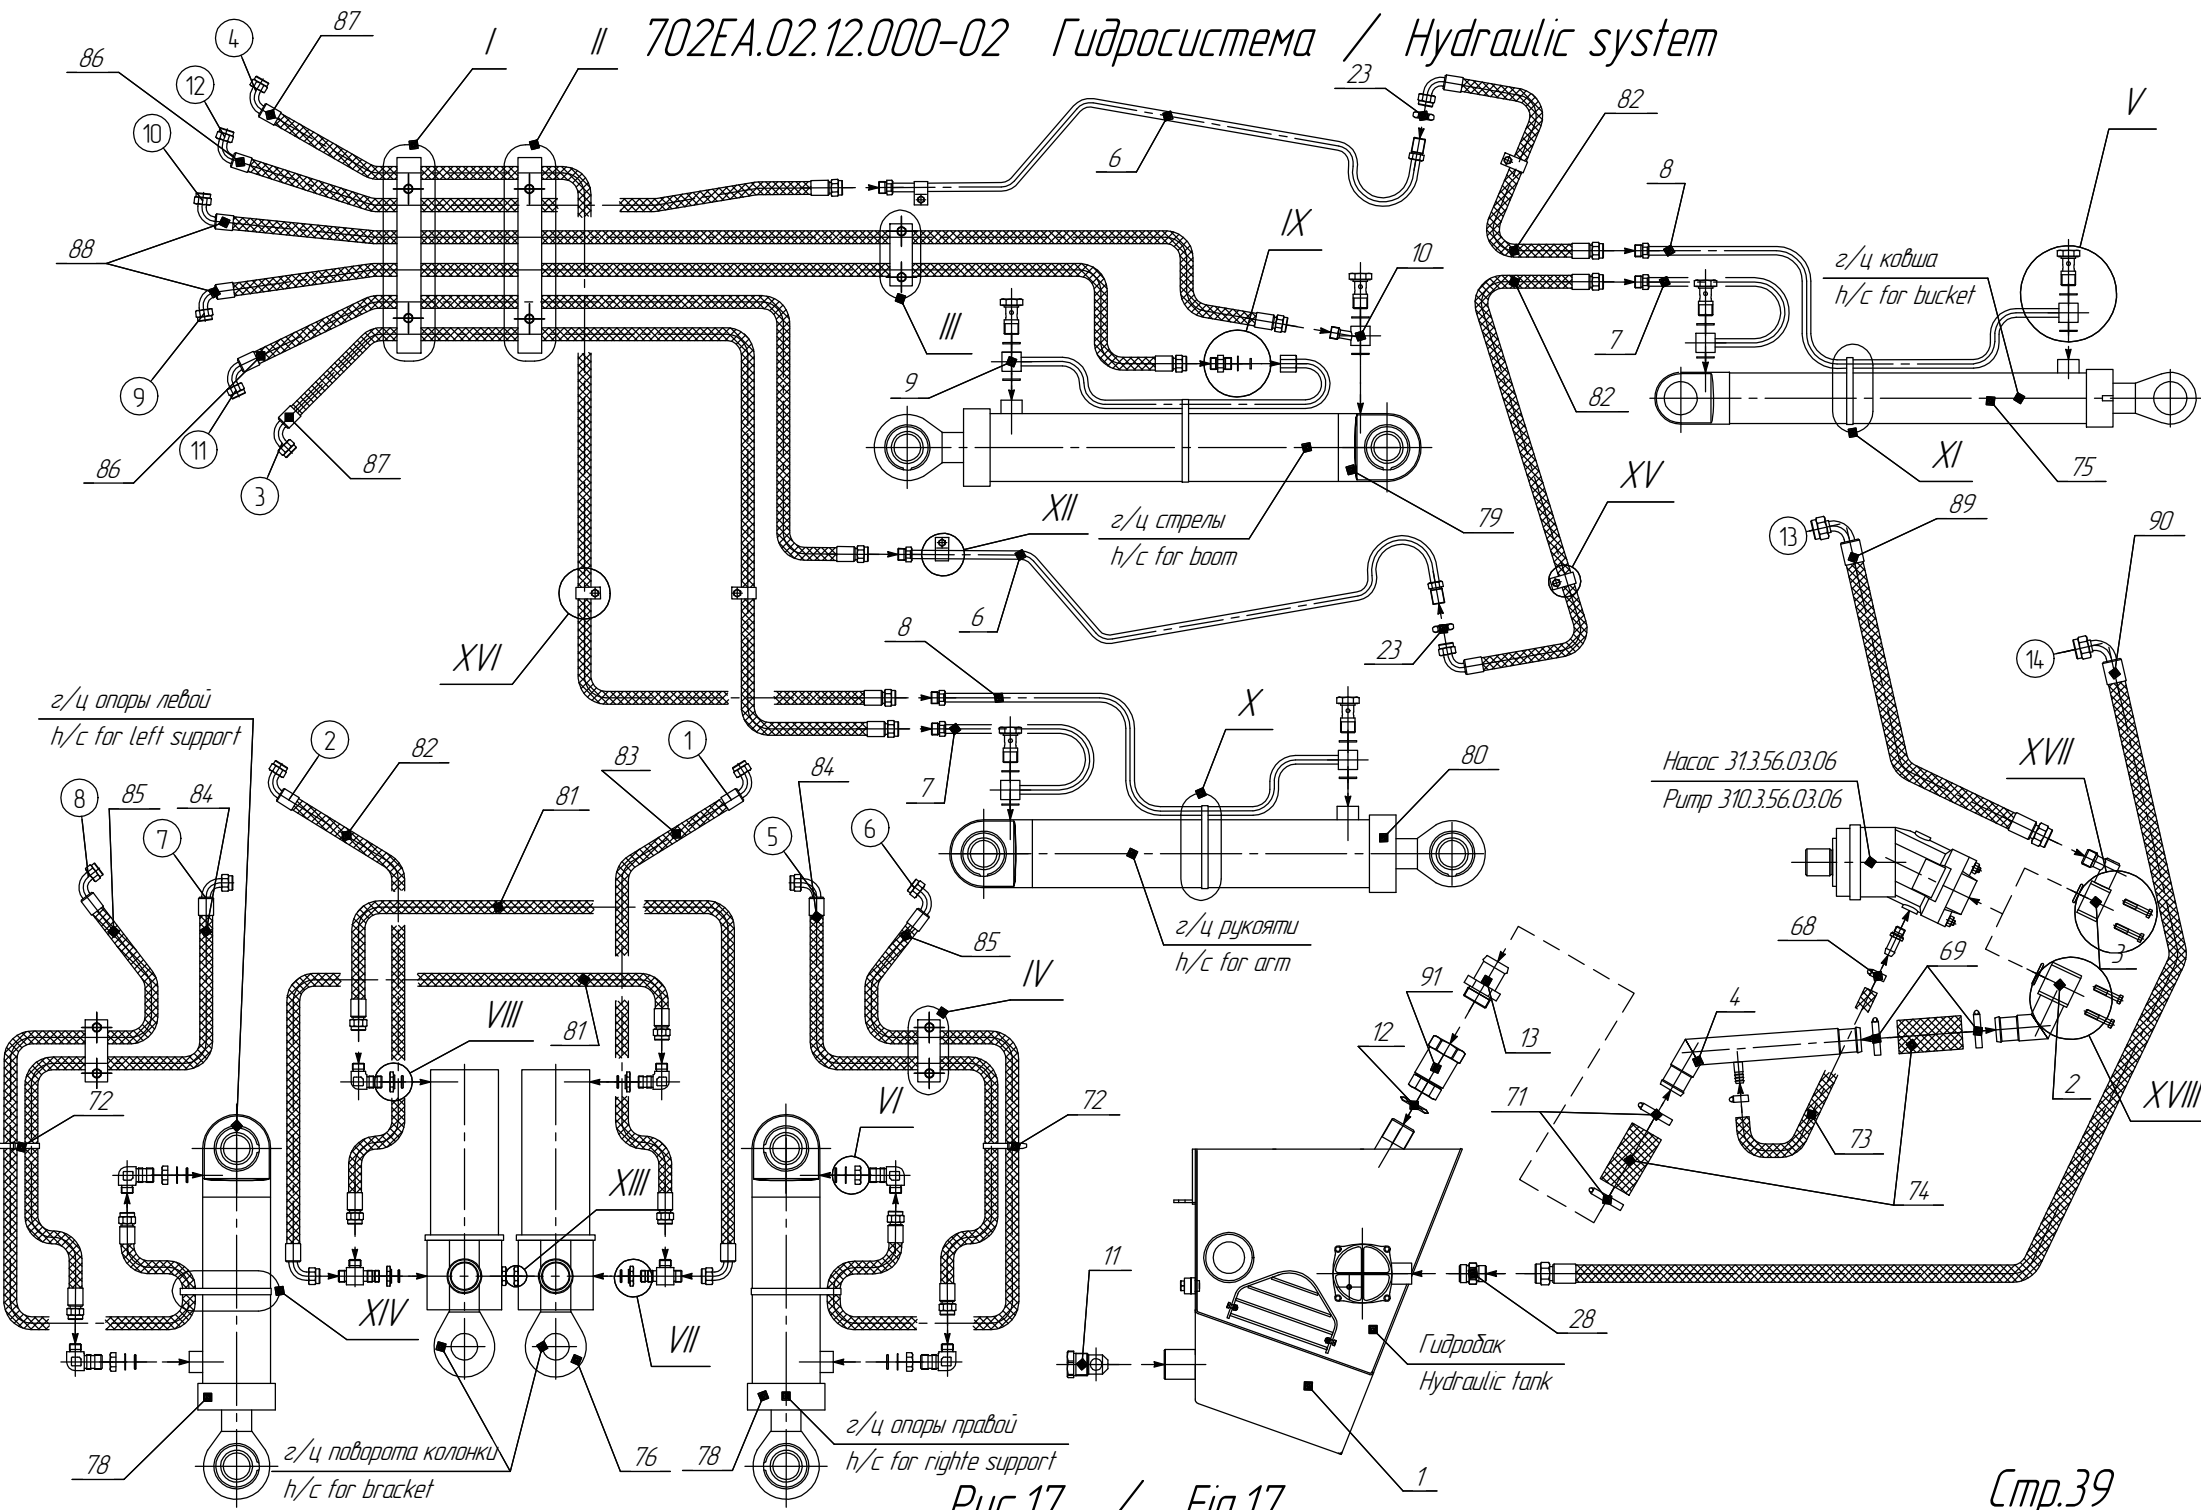 702ЕА.02.12.000-02 Гидросистема / Hydraulic system
87
I
II
4
86
12
10
88
9
86
11
3
87
6
23
82
8
V
г/ц ковша
h/c for bucket
7
82
XI
75
IX
10
III
9
XII
г/ц стрелы
h/c for boom
79
XV
13
89
90
14
6
23
8
XVI
X
7
80
г/ц рукояти
h/c for arm
г/ц опоры левой
h/c for left support
2
82
83
1
81
8
85
84
7
84
5
6
85
IV
VIII
81
72
VI
72
XIII
XIV
VII
78
г/ц поворота колонки
h/c for bracket
76
78
г/ц опоры правой
h/c for righte support
Насос 313.56.03.06
Pump 310.3.56.03.06
XVII
68
69
3
91
13
12
4
2
XVIII
71
73
74
11
28
Гидробак
Hydraulic tank
1
Рис.17 / Fig.17
Стр.39